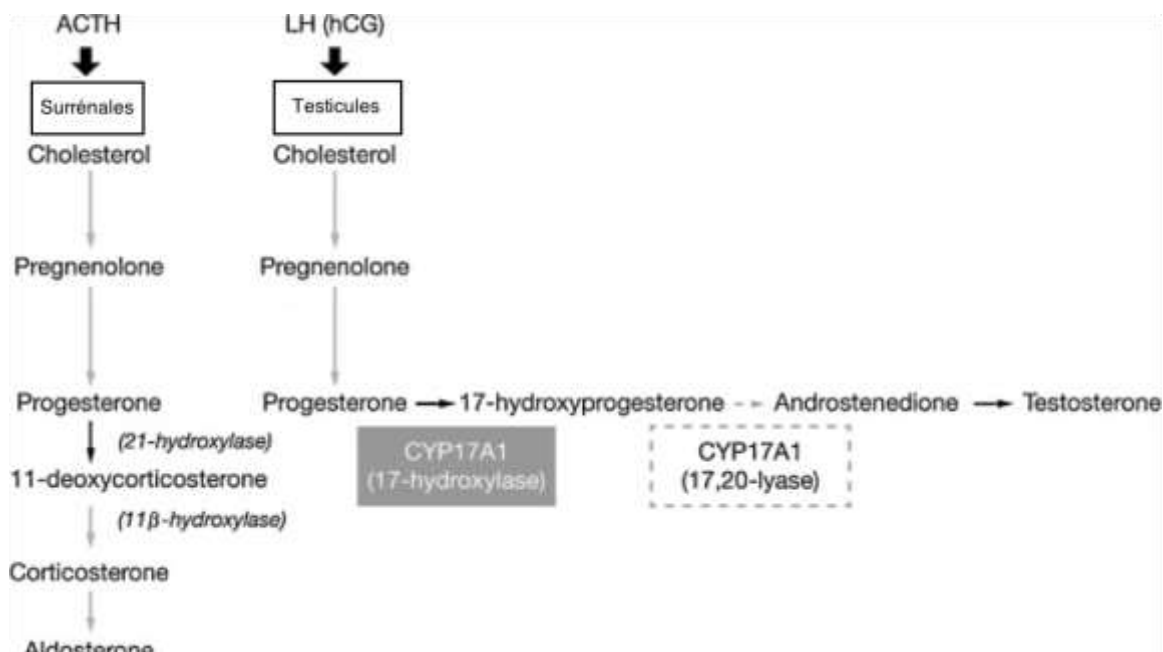 ACTH
LH (hCG)
Surrénales
Testicules
Cholesterol
Cholesterol
Pregnenolone
Pregnenolone
Progesterone
Progesterone
17-hydroxyprogesterone
Androstenedione
Testosterone
(21-hydroxylase)
CYP17A1
(17-hydroxylase)
CYP17A1
(17,20-lyase)
11-deoxycorticosterone
(11β-hydroxylase)
Corticosterone
Aldosterone